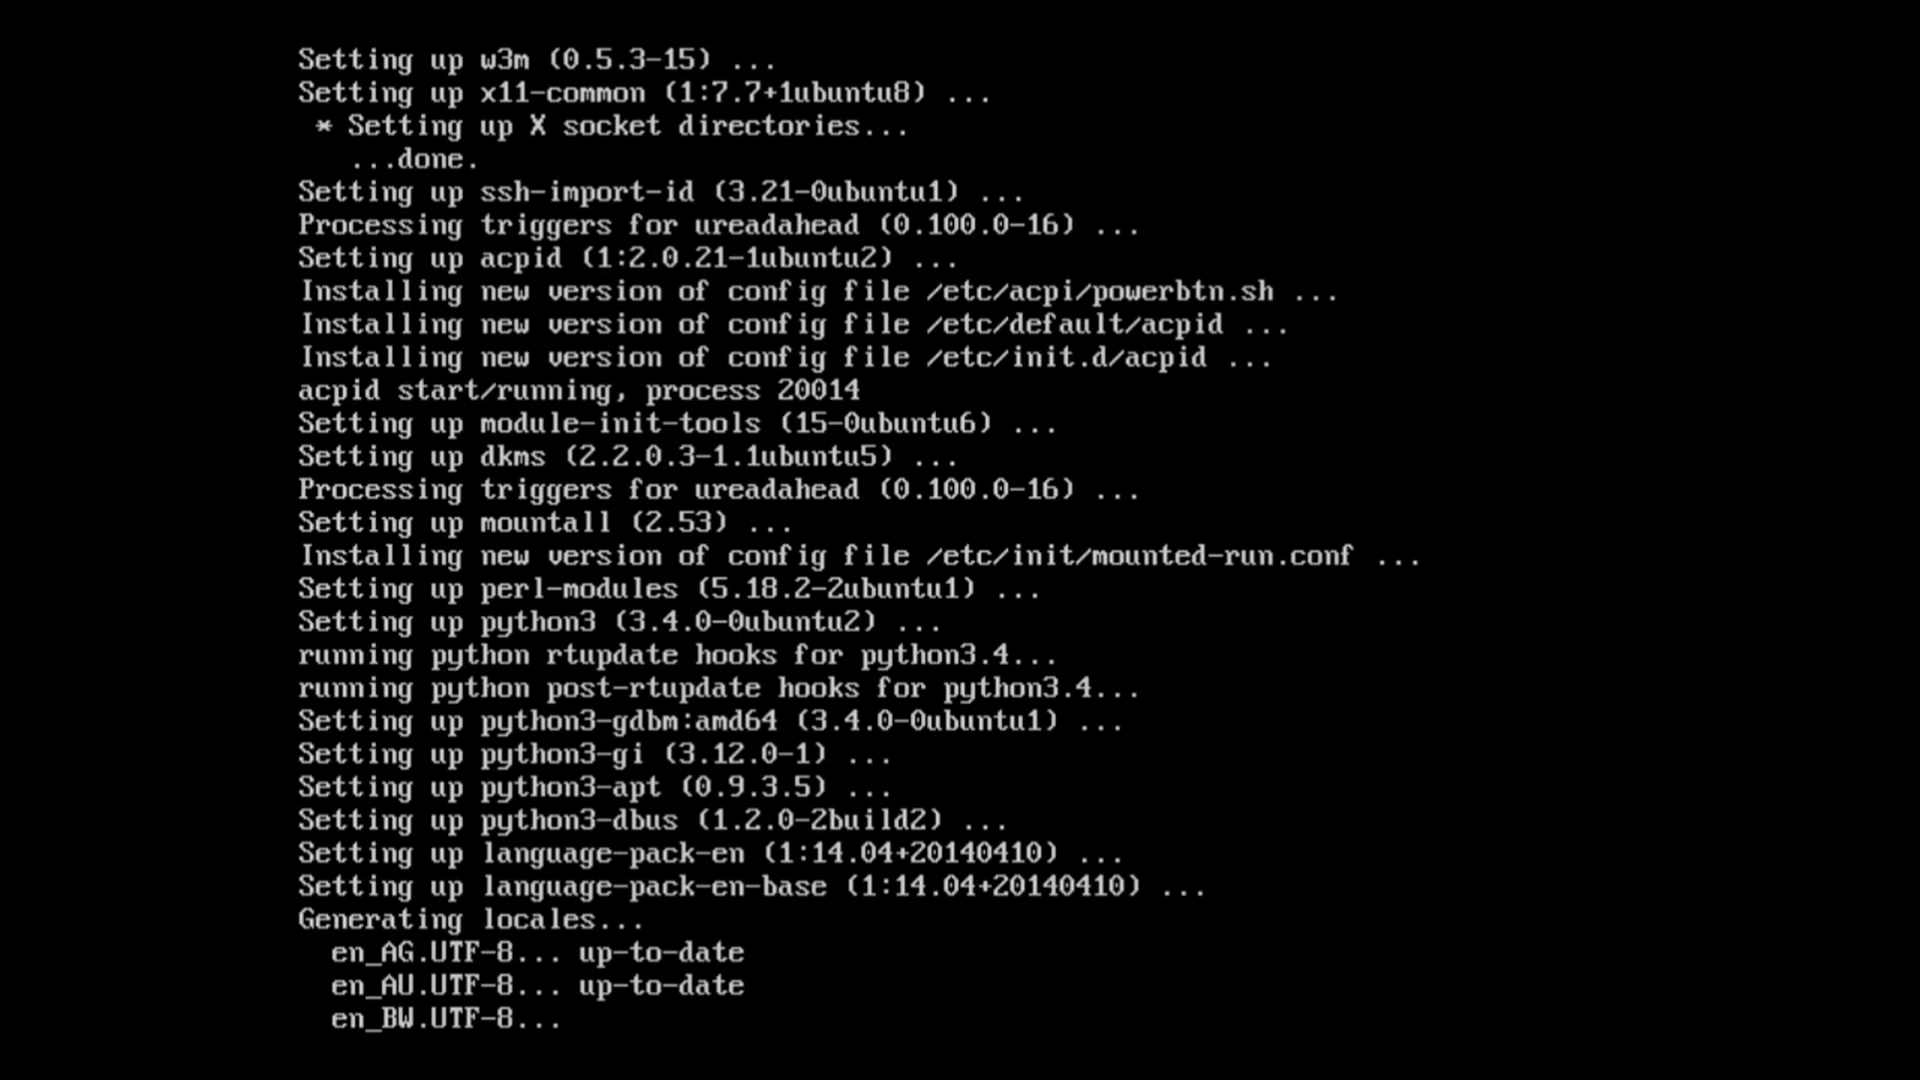 Setting up w3m (0.5.3-15) ...
Setting up x11-common (1:7.7+1ubuntu8) ...
* Setting up X socket directories...
...done.
Setting up ssh-import-id (3.21-0ubuntu1) ...
Processing triggers for ureadahead (0.100.0-16) ...
Setting up acpid (1:2.0.21-1ubuntu2) ...
Installing new version of config file /etc/acpi/powerbtn.sh ...
Installing new version of config file /etc/default/acpid ...
Installing new version of config file /etc/init.d/acpid ...
acpid start/running, process 20014
Setting up module-init-tools (15-0ubuntu6) ...
Setting up dkms (2.2.0.3-1.1ubuntu5) ...
Processing triggers for ureadahead (0.100.0-16) ...
Setting up mountall (2.53) ...
Installing new version of config file /etc/init/mounted-run.conf ...
Setting up perl-modules (5.18.2-2ubuntu1) ...
Setting up python3 (3.4.0-0ubuntu2) ...
running python rtupdate hooks for python3.4...
running python post-rtupdate hooks for python3.4...
Setting up python3-gdbm:amd64 (3.4.0-0ubuntu1) ...
Setting up python3-gi (3.12.0-1) ...
Setting up python3-apt (0.9.3.5) ...
Setting up python3-dbus (1.2.0-2build2) ...
Setting up language-pack-en (1:14.04+20140410) ...
Setting up language-pack-en-base (1:14.04+20140410) ...
Generating locales...
en_AG.UTF-8... up-to-date
en_AU.UTF-8... up-to-date
en_BW.UTF-8...